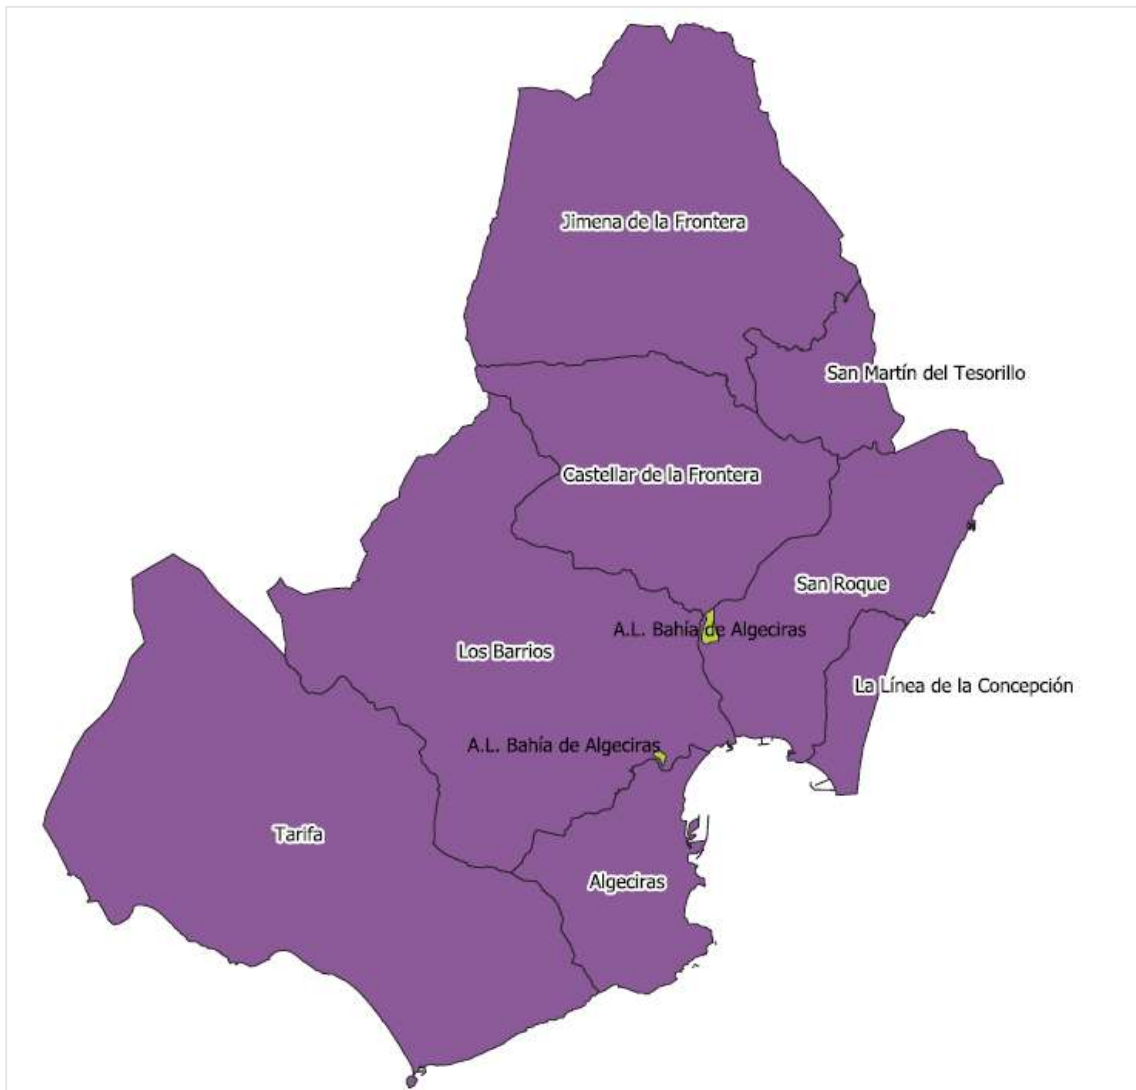 Jimena de la Frontera
San Martín del Tesorillo
Castellar de la Frontera
San Roque
A.L. Bahía de Algeciras
Los Barrios
La Línea de la Concepción
A.L. Bahía de Algeciras
Tarifa
Algeciras